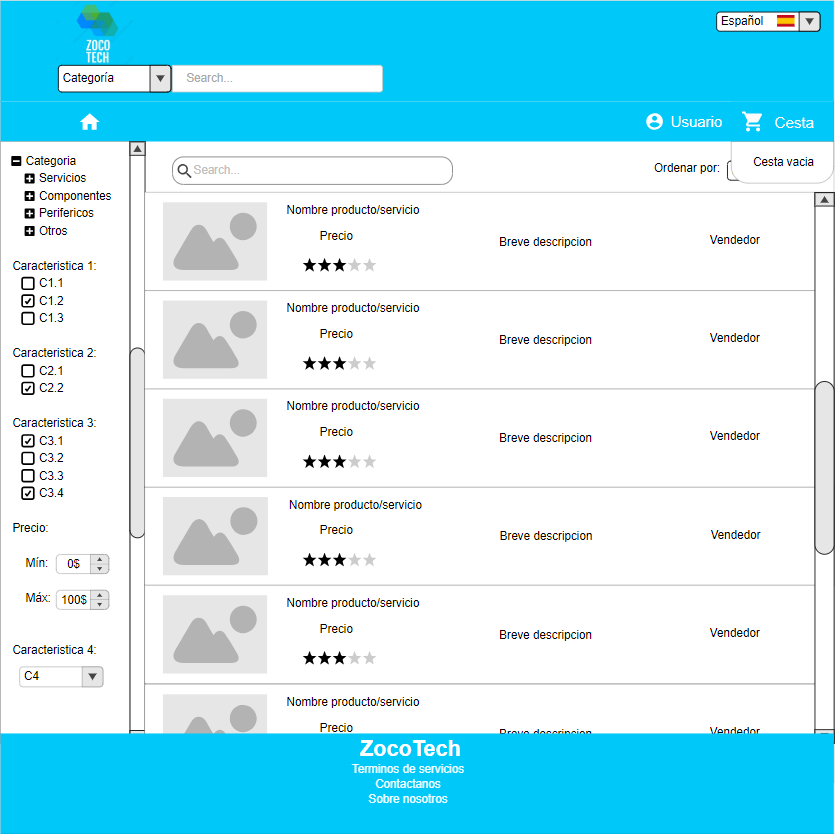 ZOCO
TECH
Español
Categoría
Search...
Usuario
Cesta
Cesta vacia
Categoria
Servicios
Componentes
Perifericos
Otros
Caracteristica 1:
C1.1
C1.2
C1.3
Caracteristica 2:
C2.1
C2.2
Caracteristica 3:
C3.1
C3.2
C3.3
C3.4
Precio:
Mín:
0$
Máx:
100$
Caracteristica 4:
C4
Search...
Ordenar por:
Nombre producto/servicio
Precio
Breve descripcion
Vendedor
Nombre producto/servicio
Precio
Breve descripcion
Vendedor
Nombre producto/servicio
Precio
Breve descripcion
Vendedor
Nombre producto/servicio
Precio
Breve descripcion
Vendedor
Nombre producto/servicio
Precio
Breve descripcion
Vendedor
Nombre producto/servicio
Precio
Breve descripcion
Vendedor
ZocoTech
Terminos de servicios
Contactanos
Sobre nosotros